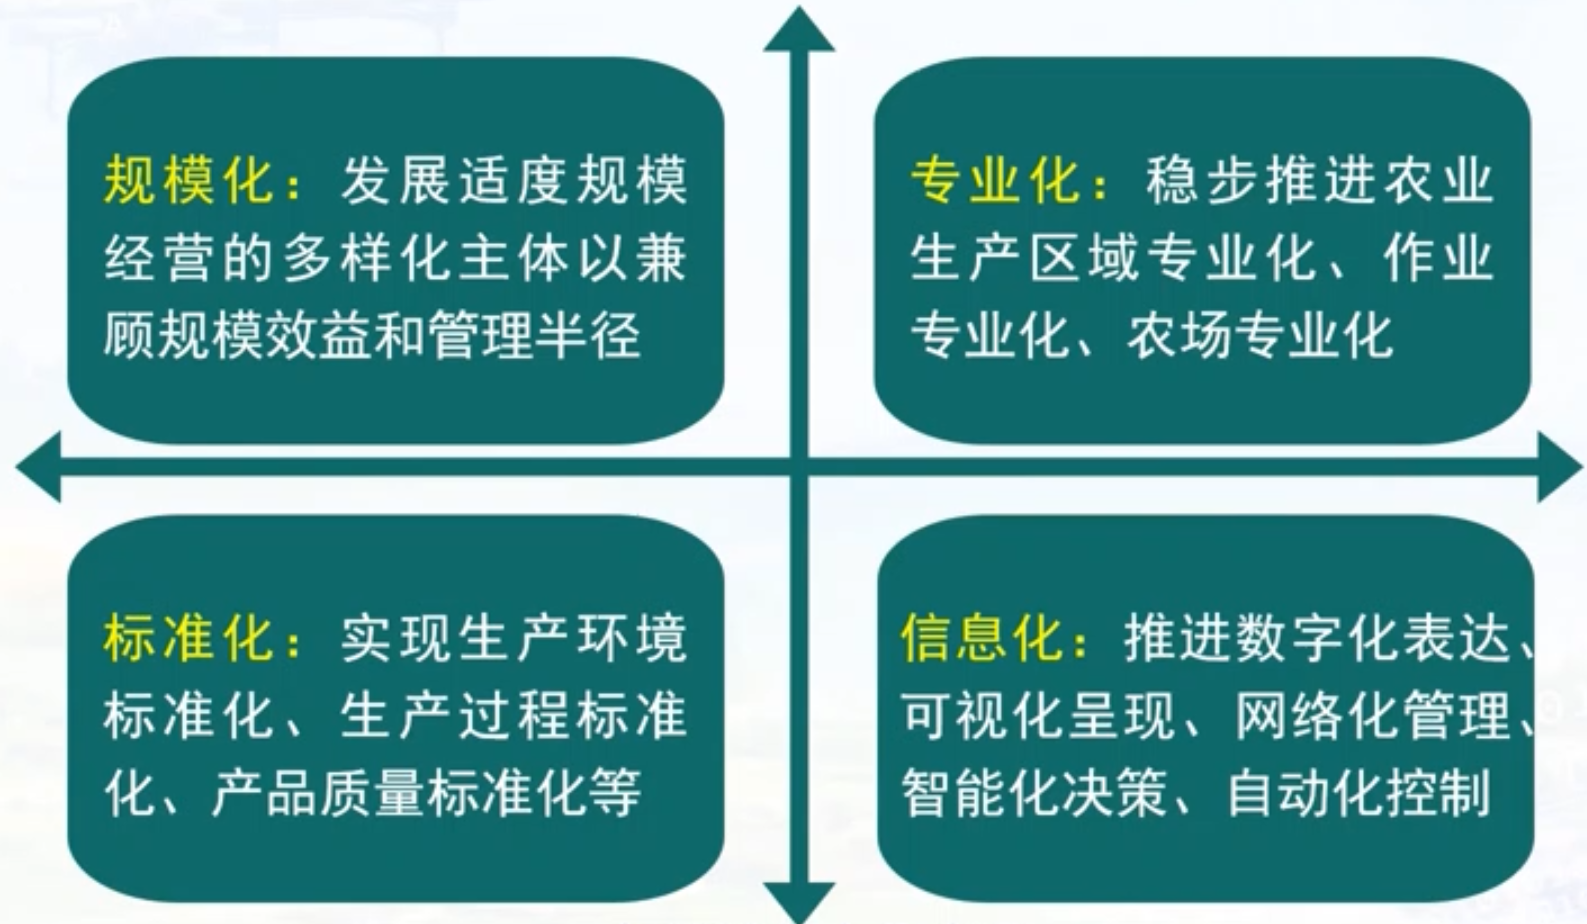 规模化：发展适度规模
经营的多样化主体以兼
顾规模效益和管理半径
专业化：稳步推进农业
生产区域专业化、作业
专业化、农场专业化
标准化：实现生产环境
标准化、生产过程标准
化、产品质量标准化等
信息化：推进数字化表达、
可视化呈现、网络化管理、
智能化决策、自动化控制